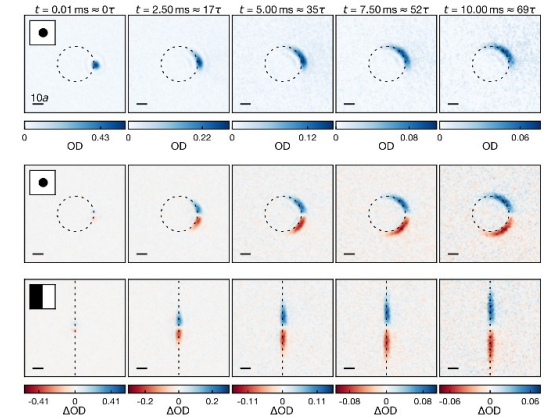 t = 0.01 ms ≈ 0τ t = 2.50 ms ≈ 17τ t = 5.00 ms ≈ 35τ t = 7.50 ms ≈ 52τ t = 10.00 ms ≈ 69τ
10a
0 0.43 0 0.22 0 0.12 0 0.08 0 0.06
OD OD OD OD OD
-0.41 0 0.41 -0.2 0 0.2 -0.11 0 0.11 -0.08 0 0.08 -0.06 0 0.06
ΔOD ΔOD ΔOD ΔOD ΔOD